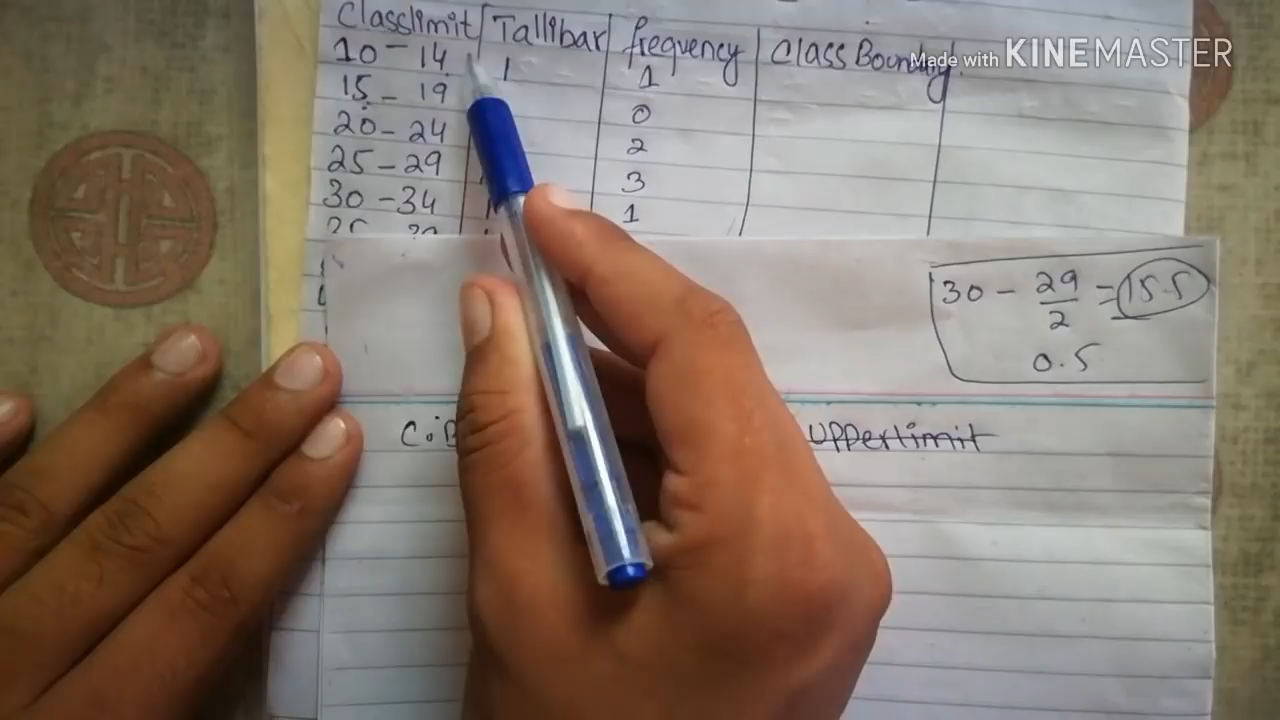 Classlimit Tallibar frequency Class Boundary.
Made with KINEMASTER
10 - 14 1 1
15 - 19 0
20 - 24 2
25 - 29 3
30 - 34 1
30 - 29/2 = 15.5
0.5
C.B Upperlimit